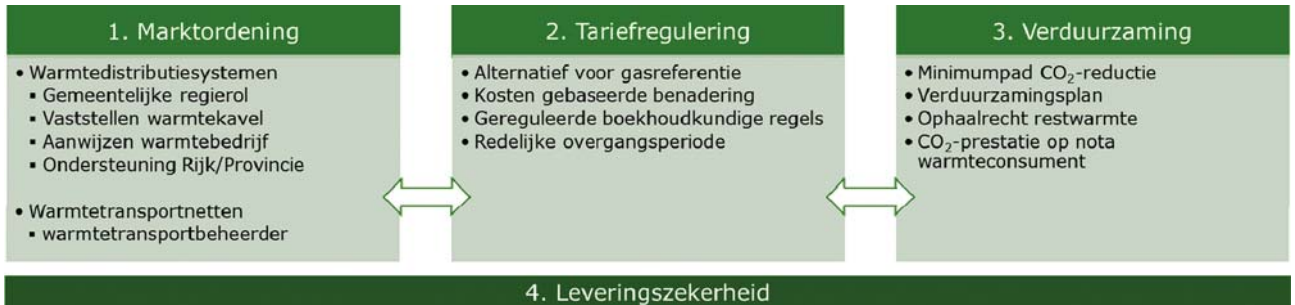 1. Marktordening
• Warmtedistributiesystemen
▪ Gemeentelijke regierol
▪ Vaststellen warmtekavel
▪ Aanwijzen warmtebedrijf
▪ Ondersteuning Rijk/Provincie
• Warmtetransportnetten
▪ warmtetransportbeheerder
2. Tariefregulering
• Alternatief voor gasreferentie
• Kosten gebaseerde benadering
• Gereguleerde boekhoudkundige regels
• Redelijke overgangsperiode
3. Verduurzaming
• Minimumpad CO₂-reductie
• Verduurzamingsplan
• Ophaalrecht restwarmte
• CO₂-prestatie op nota
warmteconsument
4. Leveringszekerheid